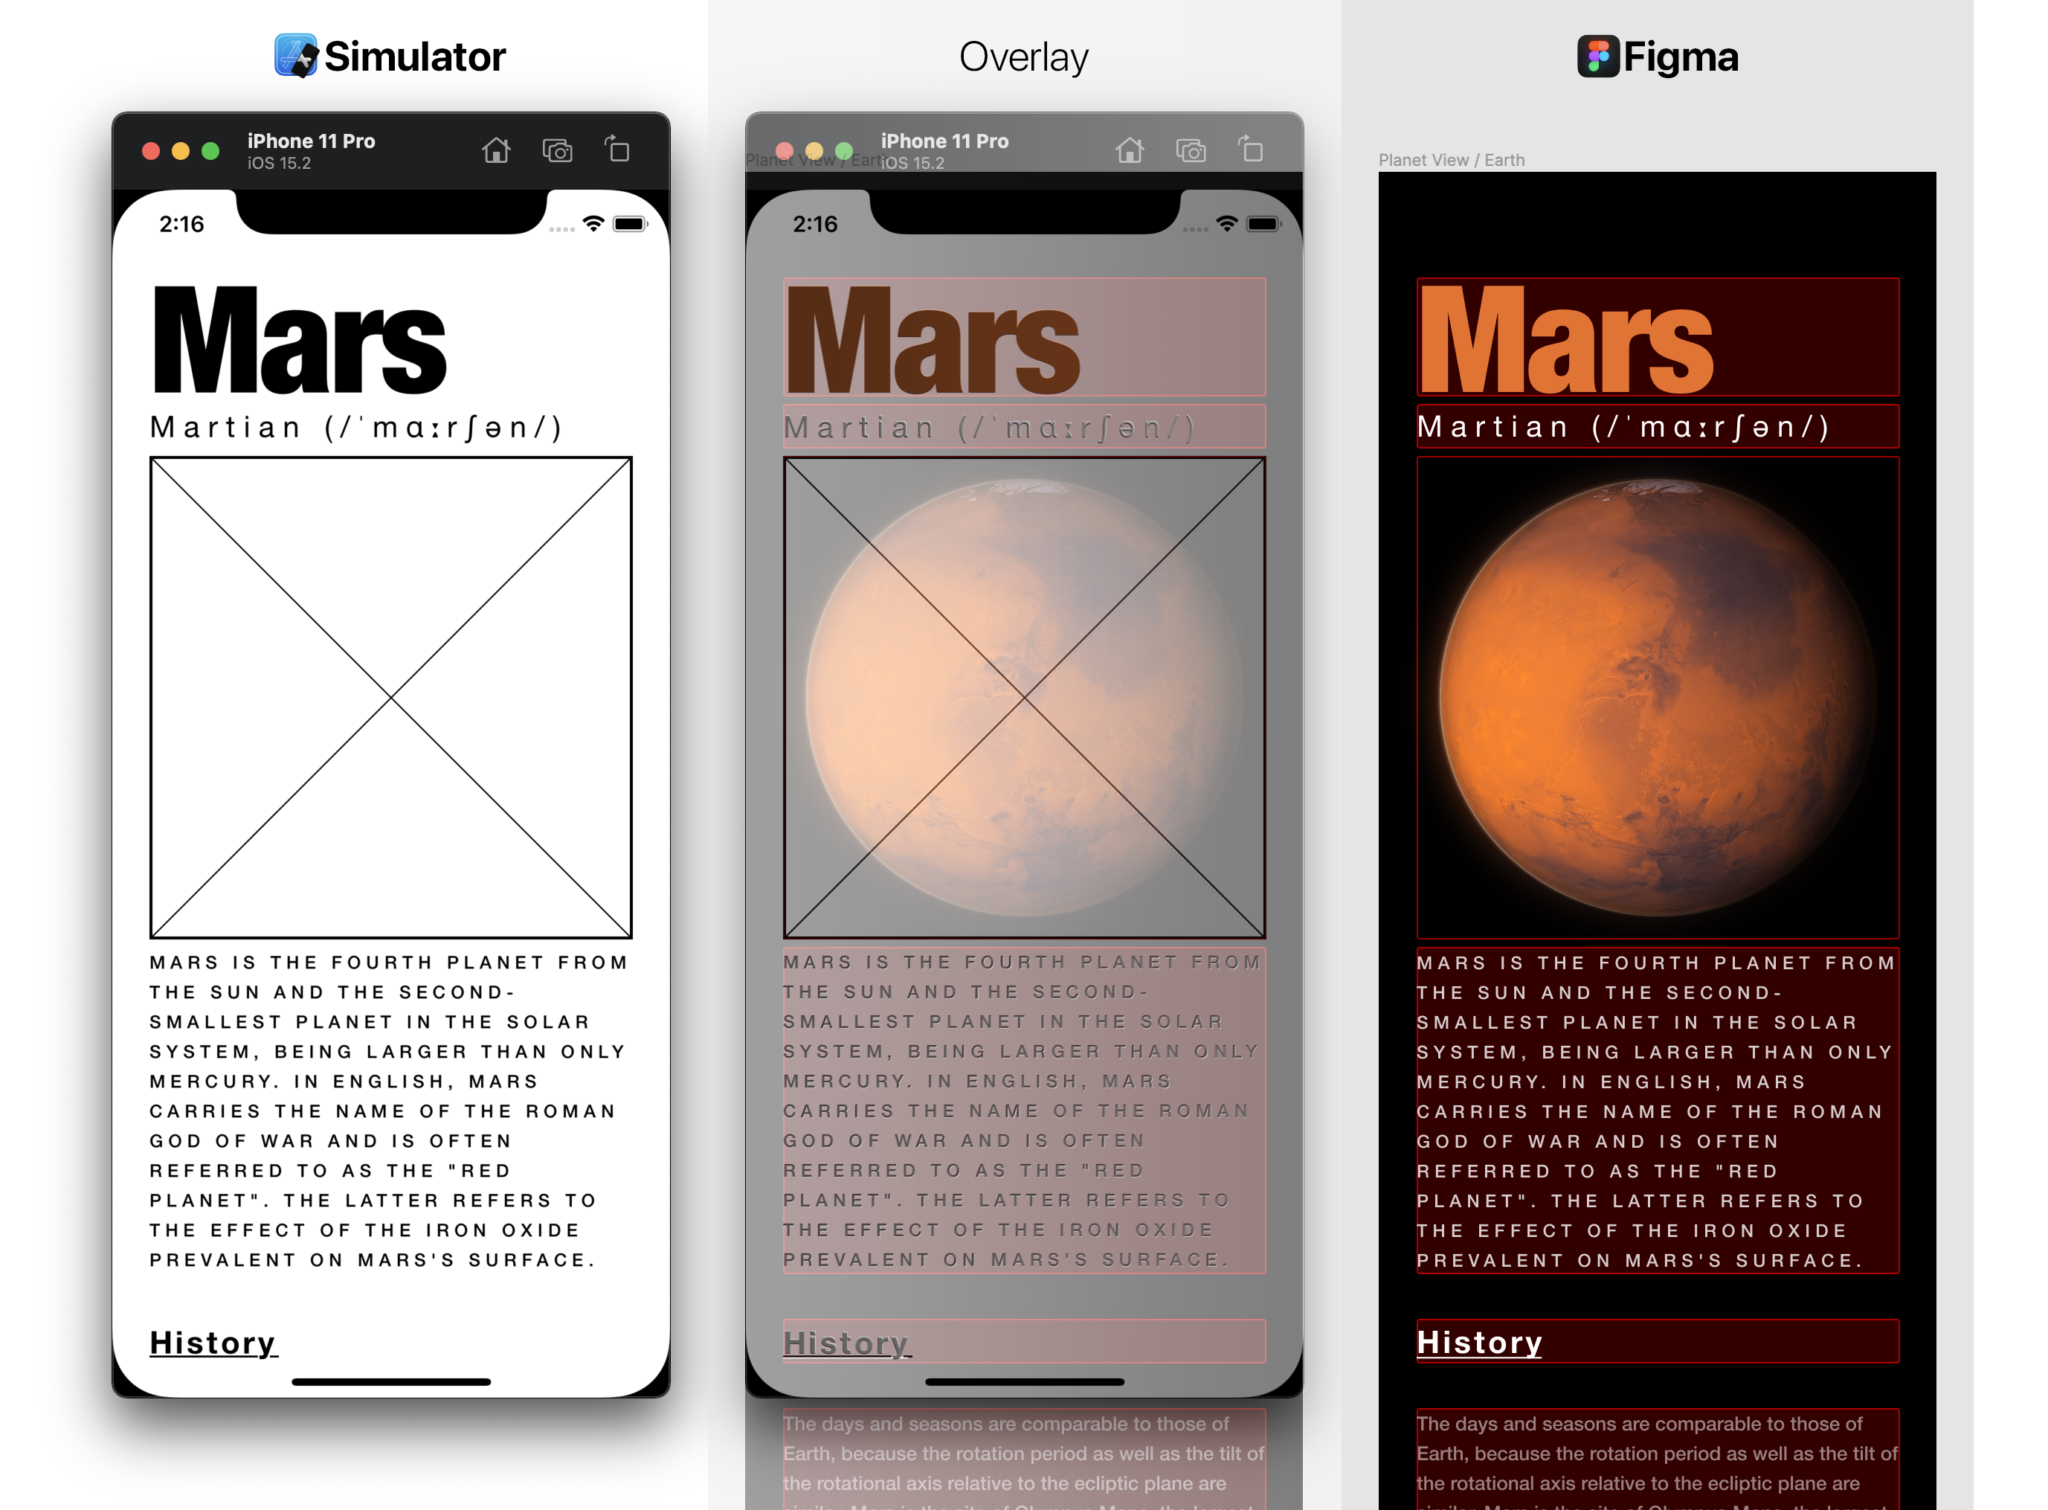 Simulator
iPhone 11 Pro
iOS 15.2
2:16
Mars
Martian (/ˈmɑːrʃən/)
MARS IS THE FOURTH PLANET FROM
THE SUN AND THE SECOND-
SMALLEST PLANET IN THE SOLAR
SYSTEM, BEING LARGER THAN ONLY
MERCURY. IN ENGLISH, MARS
CARRIES THE NAME OF THE ROMAN
GOD OF WAR AND IS OFTEN
REFERRED TO AS THE "RED
PLANET". THE LATTER REFERS TO
THE EFFECT OF THE IRON OXIDE
PREVALENT ON MARS'S SURFACE.
History
Overlay
iPhone 11 Pro
Planet View / Earth
iOS 15.2
2:16
Mars
Martian (/ˈmɑːrʃən/)
MARS IS THE FOURTH PLANET FROM
THE SUN AND THE SECOND-
SMALLEST PLANET IN THE SOLAR
SYSTEM, BEING LARGER THAN ONLY
MERCURY. IN ENGLISH, MARS
CARRIES THE NAME OF THE ROMAN
GOD OF WAR AND IS OFTEN
REFERRED TO AS THE "RED
PLANET". THE LATTER REFERS TO
THE EFFECT OF THE IRON OXIDE
PREVALENT ON MARS'S SURFACE.
History
The days and seasons are comparable to those of
Earth, because the rotation period as well as the tilt of
the rotational axis relative to the ecliptic plane are
Figma
Planet View / Earth
Mars
Martian (/ˈmɑːrʃən/)
MARS IS THE FOURTH PLANET FROM
THE SUN AND THE SECOND-
SMALLEST PLANET IN THE SOLAR
SYSTEM, BEING LARGER THAN ONLY
MERCURY. IN ENGLISH, MARS
CARRIES THE NAME OF THE ROMAN
GOD OF WAR AND IS OFTEN
REFERRED TO AS THE "RED
PLANET". THE LATTER REFERS TO
THE EFFECT OF THE IRON OXIDE
PREVALENT ON MARS'S SURFACE.
History
The days and seasons are comparable to those of
Earth, because the rotation period as well as the tilt of
the rotational axis relative to the ecliptic plane are